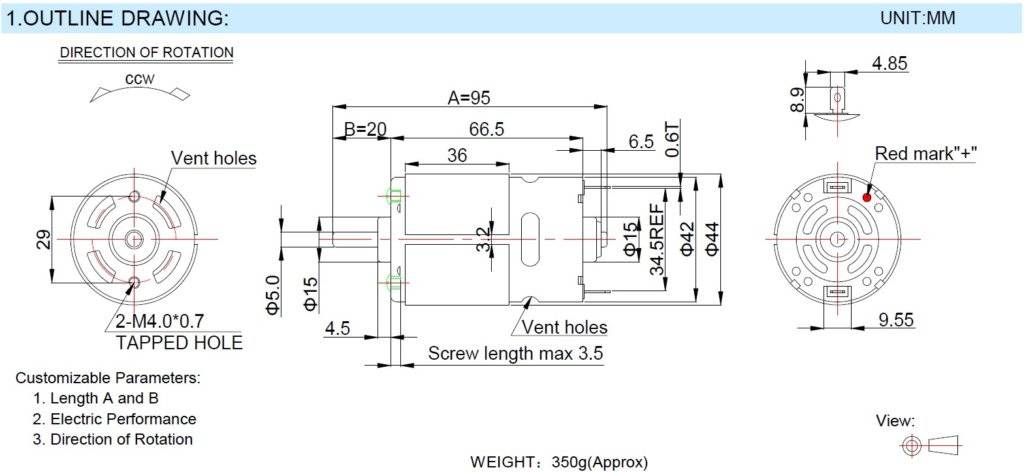 1.OUTLINE DRAWING:
UNIT:MM
DIRECTION OF ROTATION
CCW
Vent holes
29
2-M4.0*0.7
TAPPED HOLE
A=95
B=20
66.5
36
6.5
0.6T
3.2
Φ5.0
Φ15
Φ15
34.5REF
Φ42
Φ44
4.5
Vent holes
Screw length max 3.5
4.85
8.9
Red mark"+"
9.55
Customizable Parameters:
1. Length A and B
2. Electric Performance
3. Direction of Rotation
View:
WEIGHT：350g(Approx)